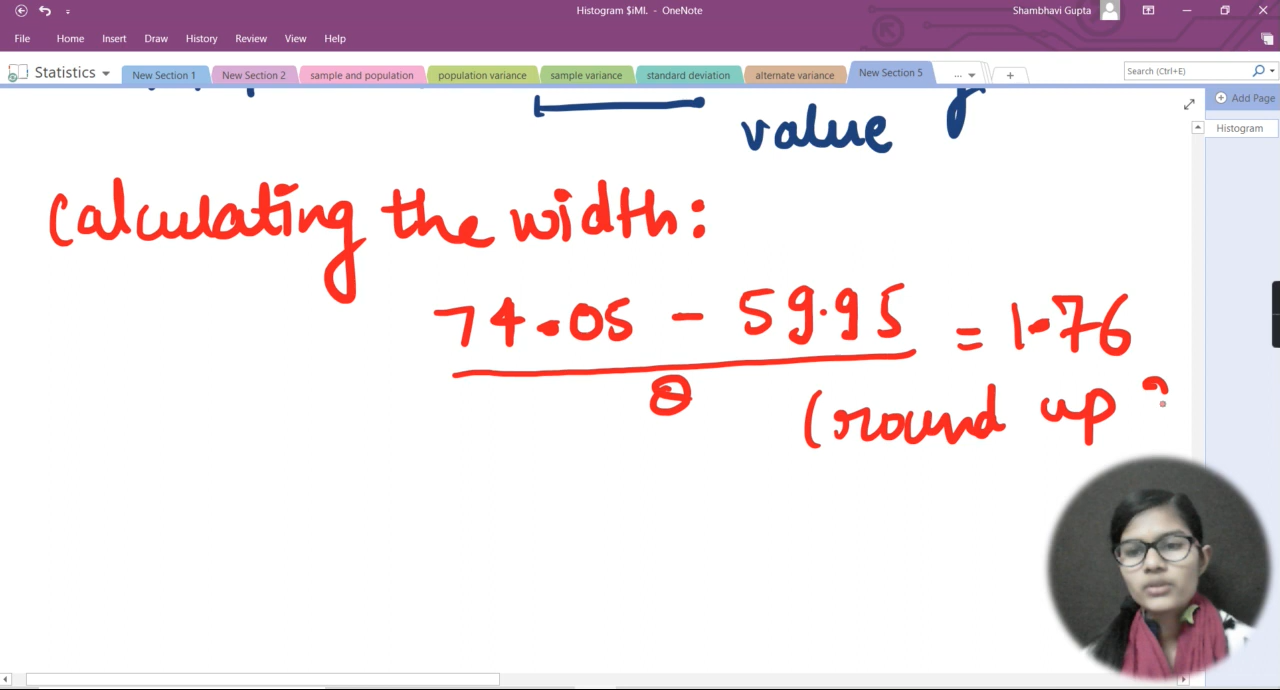 Histogram $iMI. - OneNote
Shambhavi Gupta
File Home Insert Draw History Review View Help
Statistics
New Section 1 New Section 2 sample and population population variance sample variance standard deviation alternate variance New Section 5 ... +
Search (Ctrl+E)
Add Page
Histogram
value
Calculating the width:
74.05 - 59.95 = 1.76
8
(round up